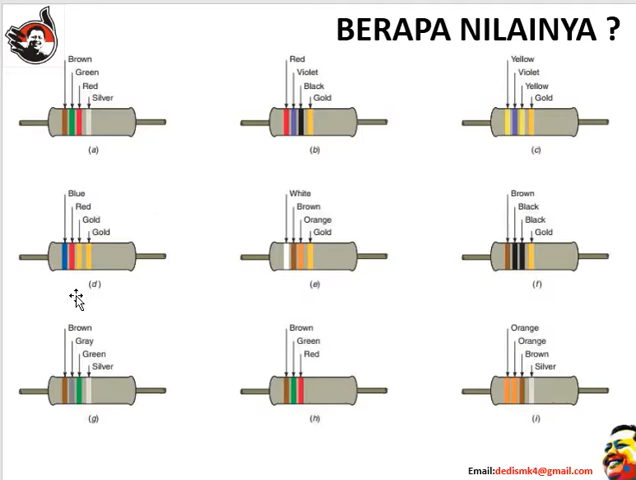 BERAPA NILAINYA ?
Brown
Green
Red
Silver
(a)
Red
Violet
Black
Gold
(b)
Yellow
Violet
Yellow
Gold
(c)
Blue
Red
Gold
Gold
(d)
White
Brown
Orange
Gold
(e)
Brown
Black
Black
Gold
(f)
Brown
Gray
Green
Silver
(g)
Brown
Green
Red
(h)
Orange
Orange
Brown
Silver
(i)
Email:dedismk4@gmail.com